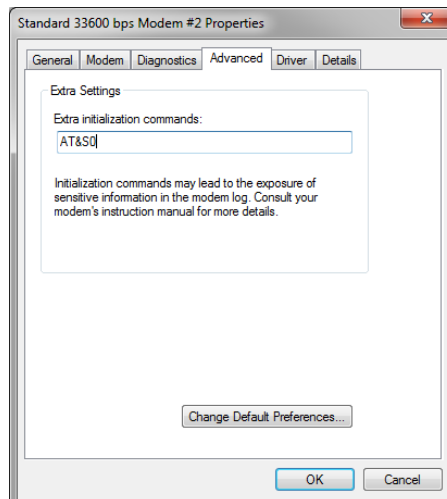 Standard 33600 bps Modem #2 Properties
General Modem Diagnostics Advanced Driver Details
Extra Settings
Extra initialization commands:
AT&S0
Initialization commands may lead to the exposure of
sensitive information in the modem log. Consult your
modem's instruction manual for more details.
Change Default Preferences...
OK Cancel